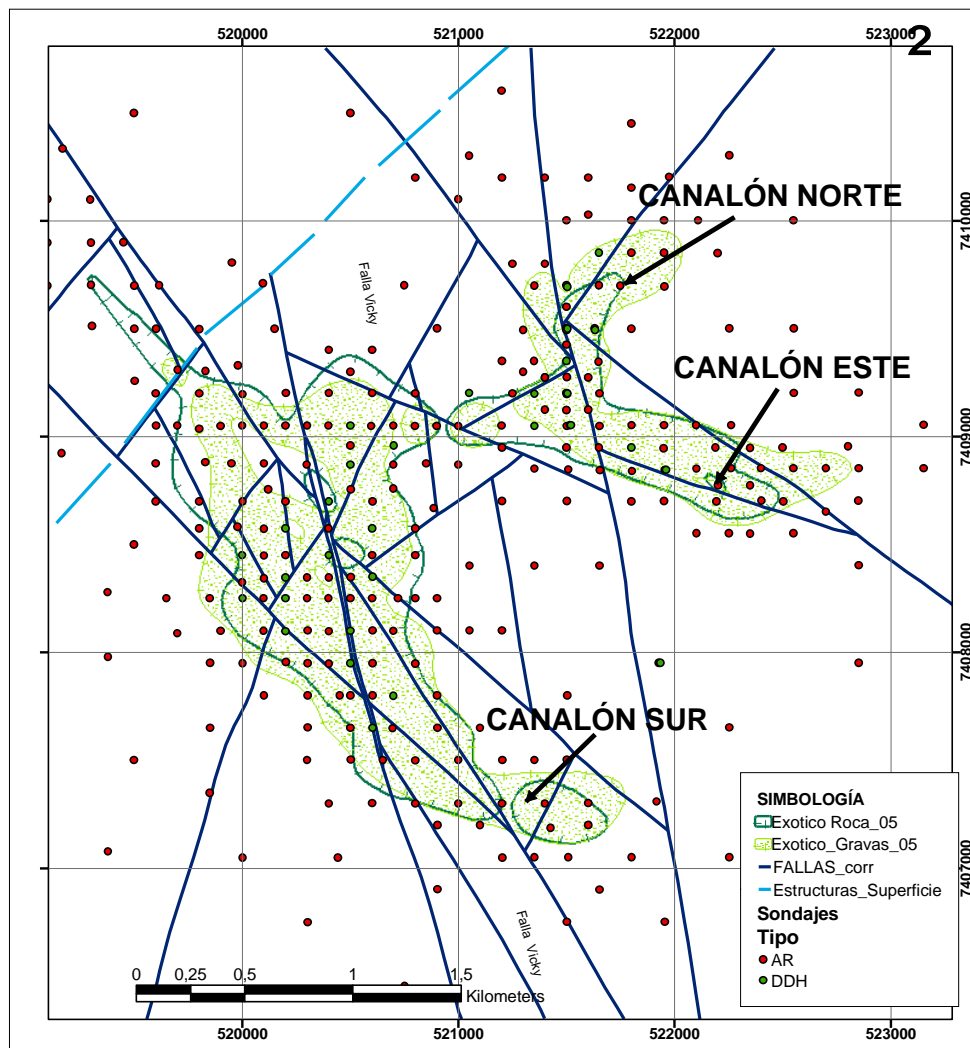 520000 521000 522000 523000
2
7410000
7409000
7408000
7407000
Falla Vicky
CANALÓN NORTE
CANALÓN ESTE
CANALÓN SUR
Falla Vicky
SIMBOLOGÍA
Exotico Roca_05
Exotico_Gravas_05
FALLAS_corr
Estructuras_Superficie
Sondajes
Tipo
AR
DDH
0 0,25 0,5 1 1,5
Kilometers
520000 521000 522000 523000